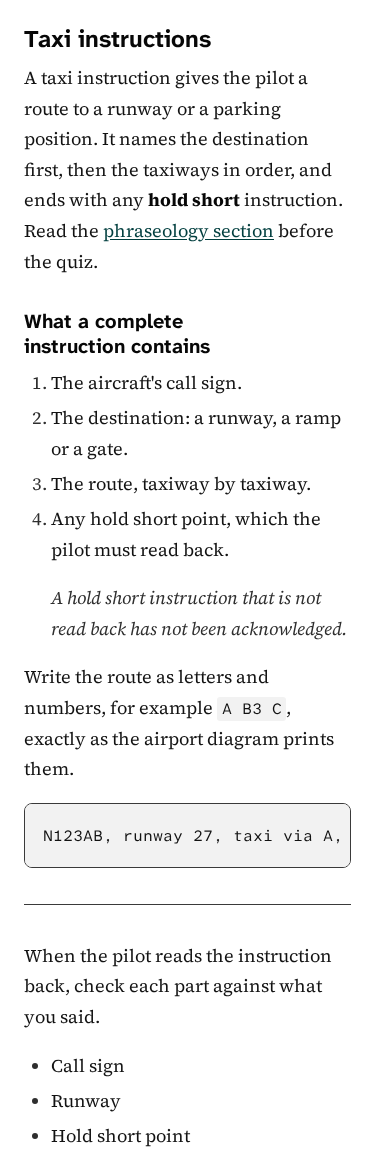 Taxi instructions
A taxi instruction gives the pilot a
route to a runway or a parking
position. It names the destination
first, then the taxiways in order, and
ends with any hold short instruction.
Read the phraseology section before
the quiz.
What a complete
instruction contains
1. The aircraft's call sign.
2. The destination: a runway, a ramp
or a gate.
3. The route, taxiway by taxiway.
4. Any hold short point, which the
pilot must read back.
A hold short instruction that is not
read back has not been acknowledged.
Write the route as letters and
numbers, for example A B3 C,
exactly as the airport diagram prints
them.
N123AB, runway 27, taxi via A,
When the pilot reads the instruction
back, check each part against what
you said.
• Call sign
• Runway
• Hold short point